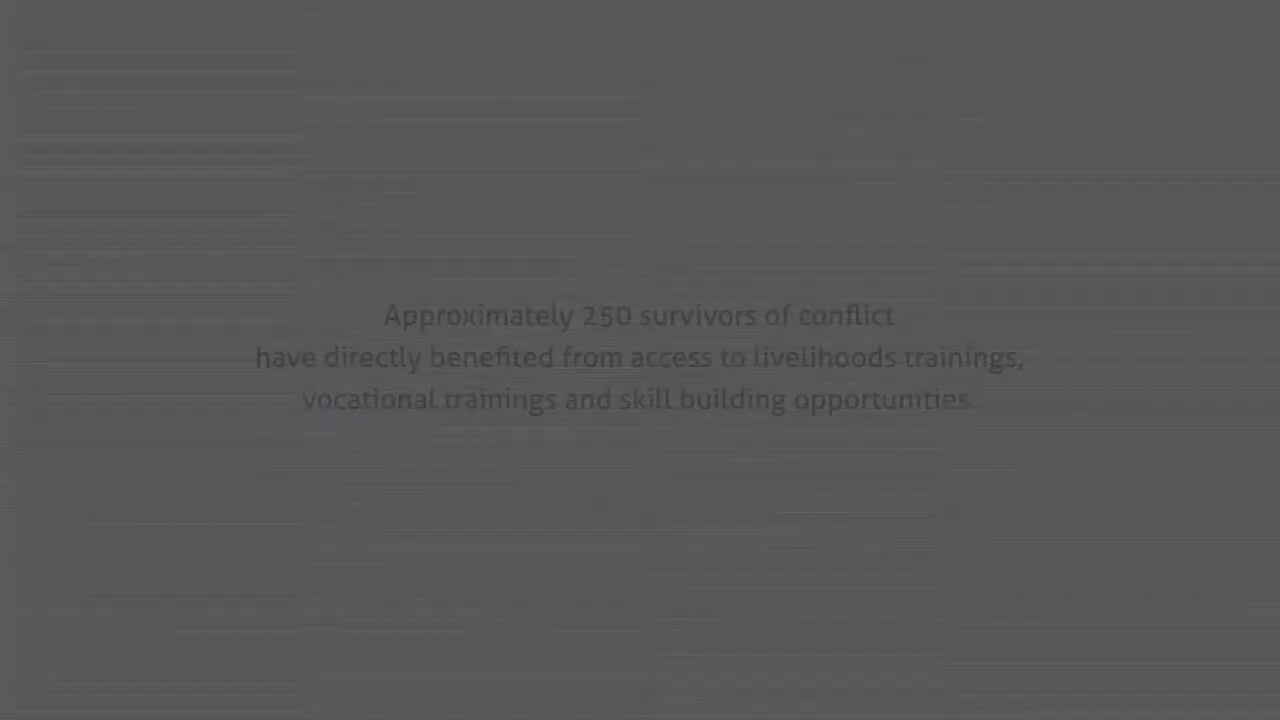 Approximately 250 survivors of conflict
have directly benefited from access to livelihoods trainings,
vocational trainings and skill building opportunities